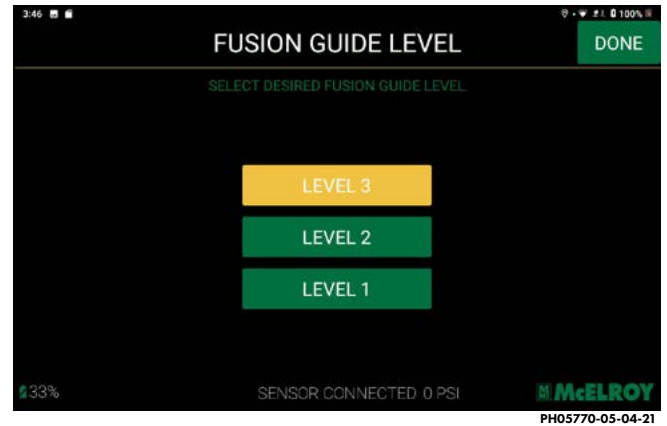 3:46 100%
FUSION GUIDE LEVEL DONE
SELECT DESIRED FUSION GUIDE LEVEL
LEVEL 3
LEVEL 2
LEVEL 1
33% SENSOR CONNECTED 0 PSI McELROY
PH05770-05-04-21